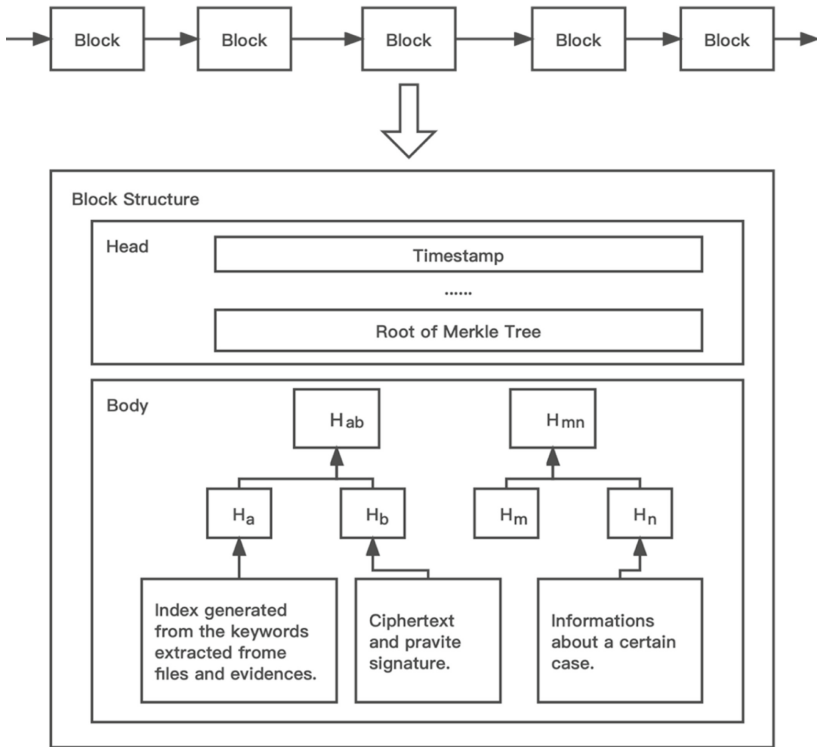 Block Block Block Block Block
Block Structure
Head
Timestamp
......
Root of Merkle Tree
Body
Hab Hmn
Ha Hb Hm Hn
Index generated
from the keywords
extracted frome
files and evidences.
Ciphertext
and pravite
signature.
Informations
about a certain
case.